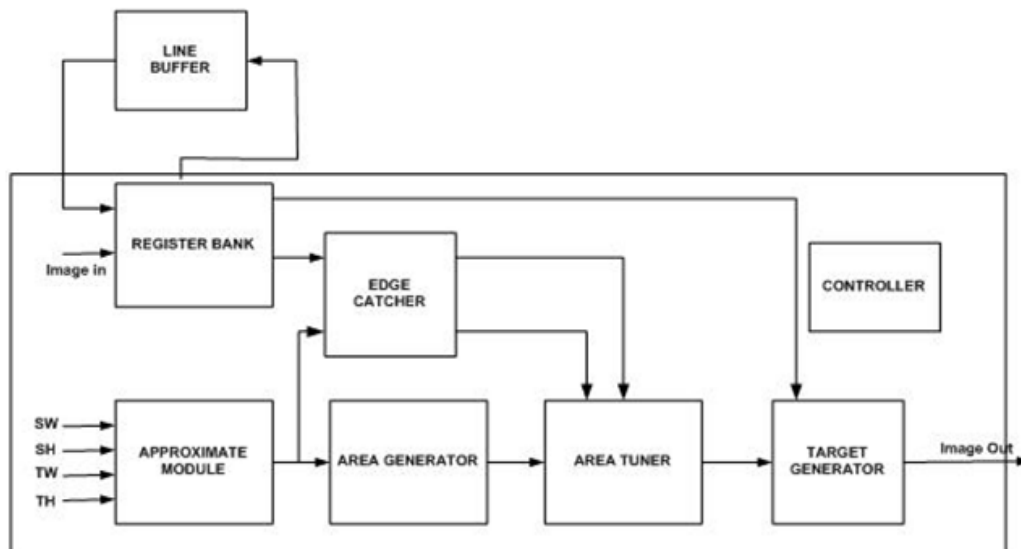 LINE
BUFFER
REGISTER BANK
Image in
EDGE
CATCHER
CONTROLLER
SW
SH
TW
TH
APPROXIMATE
MODULE
AREA GENERATOR
AREA TUNER
TARGET
GENERATOR
Image Out